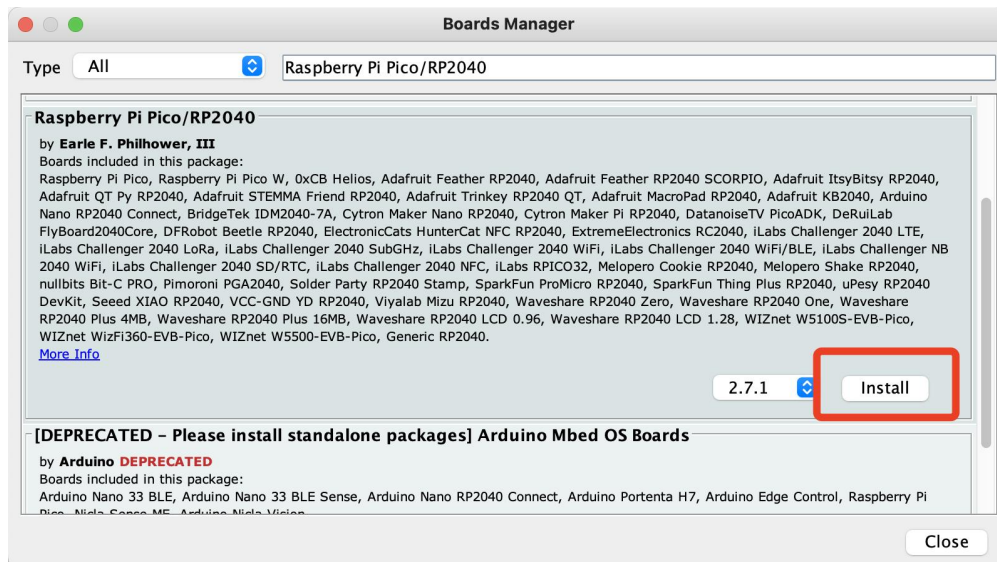 Boards Manager
Type All Raspberry Pi Pico/RP2040
Raspberry Pi Pico/RP2040
by Earle F. Philhower, III
Boards included in this package:
Raspberry Pi Pico, Raspberry Pi Pico W, 0xCB Helios, Adafruit Feather RP2040, Adafruit Feather RP2040 SCORPIO, Adafruit ItsyBitsy RP2040,
Adafruit QT Py RP2040, Adafruit STEMMA Friend RP2040, Adafruit Trinkey RP2040 QT, Adafruit MacroPad RP2040, Adafruit KB2040, Arduino
Nano RP2040 Connect, BridgeTek IDM2040-7A, Cytron Maker Nano RP2040, Cytron Maker Pi RP2040, DatanoiseTV PicoADK, DeRuiLab
FlyBoard2040Core, DFRobot Beetle RP2040, ElectronicCats HunterCat NFC RP2040, ExtremeElectronics RC2040, iLabs Challenger 2040 LTE,
iLabs Challenger 2040 LoRa, iLabs Challenger 2040 SubGHz, iLabs Challenger 2040 WiFi, iLabs Challenger 2040 WiFi/BLE, iLabs Challenger NB
2040 WiFi, iLabs Challenger 2040 SD/RTC, iLabs Challenger 2040 NFC, iLabs RPICO32, Melopero Cookie RP2040, Melopero Shake RP2040,
nullbits Bit-C PRO, Pimoroni PGA2040, Solder Party RP2040 Stamp, SparkFun ProMicro RP2040, SparkFun Thing Plus RP2040, uPesy RP2040
DevKit, Seeed XIAO RP2040, VCC-GND YD RP2040, Viyalab Mizu RP2040, Waveshare RP2040 Zero, Waveshare RP2040 One, Waveshare
RP2040 Plus 4MB, Waveshare RP2040 Plus 16MB, Waveshare RP2040 LCD 0.96, Waveshare RP2040 LCD 1.28, WIZnet W5100S-EVB-Pico,
WIZnet WizFi360-EVB-Pico, WIZnet W5500-EVB-Pico, Generic RP2040.
More Info
2.7.1 Install
[DEPRECATED – Please install standalone packages] Arduino Mbed OS Boards
by Arduino DEPRECATED
Boards included in this package:
Arduino Nano 33 BLE, Arduino Nano 33 BLE Sense, Arduino Nano RP2040 Connect, Arduino Portenta H7, Arduino Edge Control, Raspberry Pi
Pico, Nicla Sense ME, Arduino Nicla Vision
Close